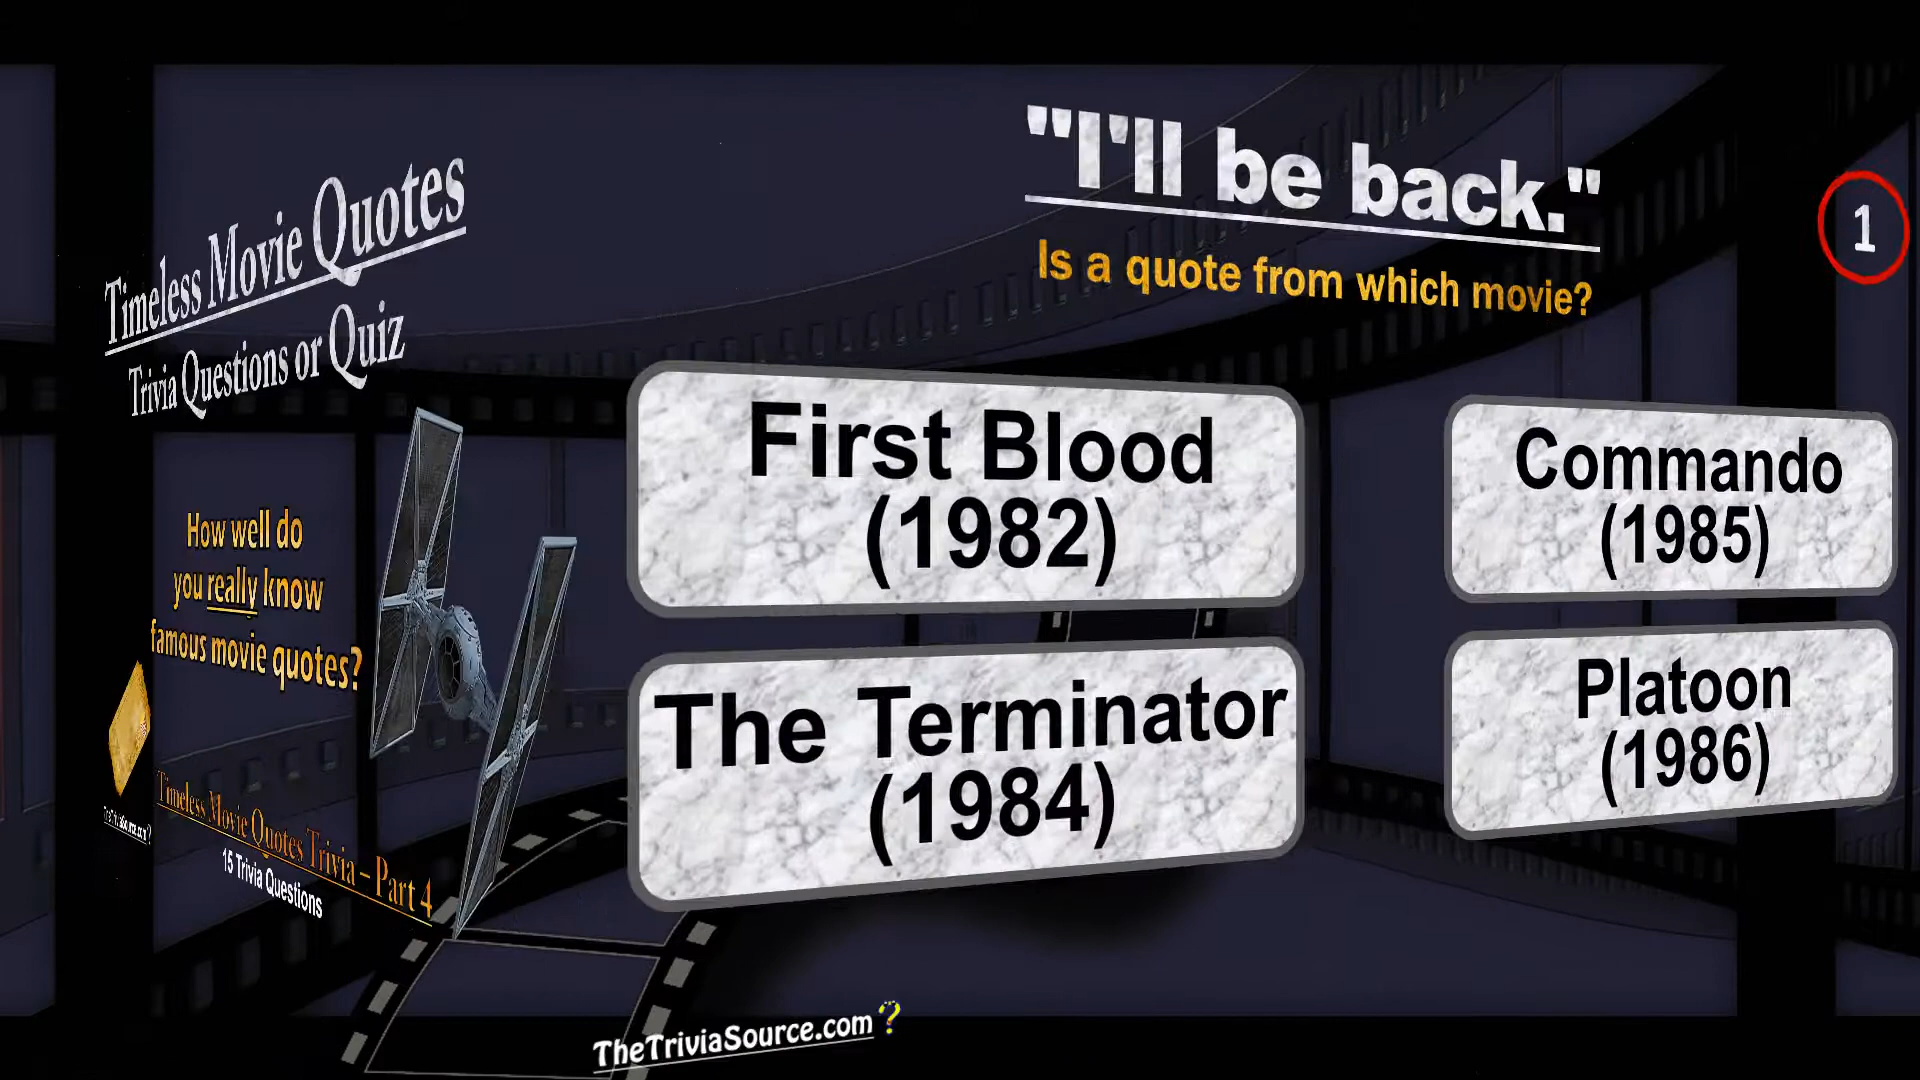 Timeless Movie Quotes
Trivia Questions or Quiz
How well do
you really know
famous movie quotes?
TheTriviaSource.com?
Timeless Movie Quotes Trivia – Part 4
15 Trivia Questions
"I'll be back."
Is a quote from which movie?
1
First Blood
(1982)
Commando
(1985)
The Terminator
(1984)
Platoon
(1986)
TheTriviaSource.com?